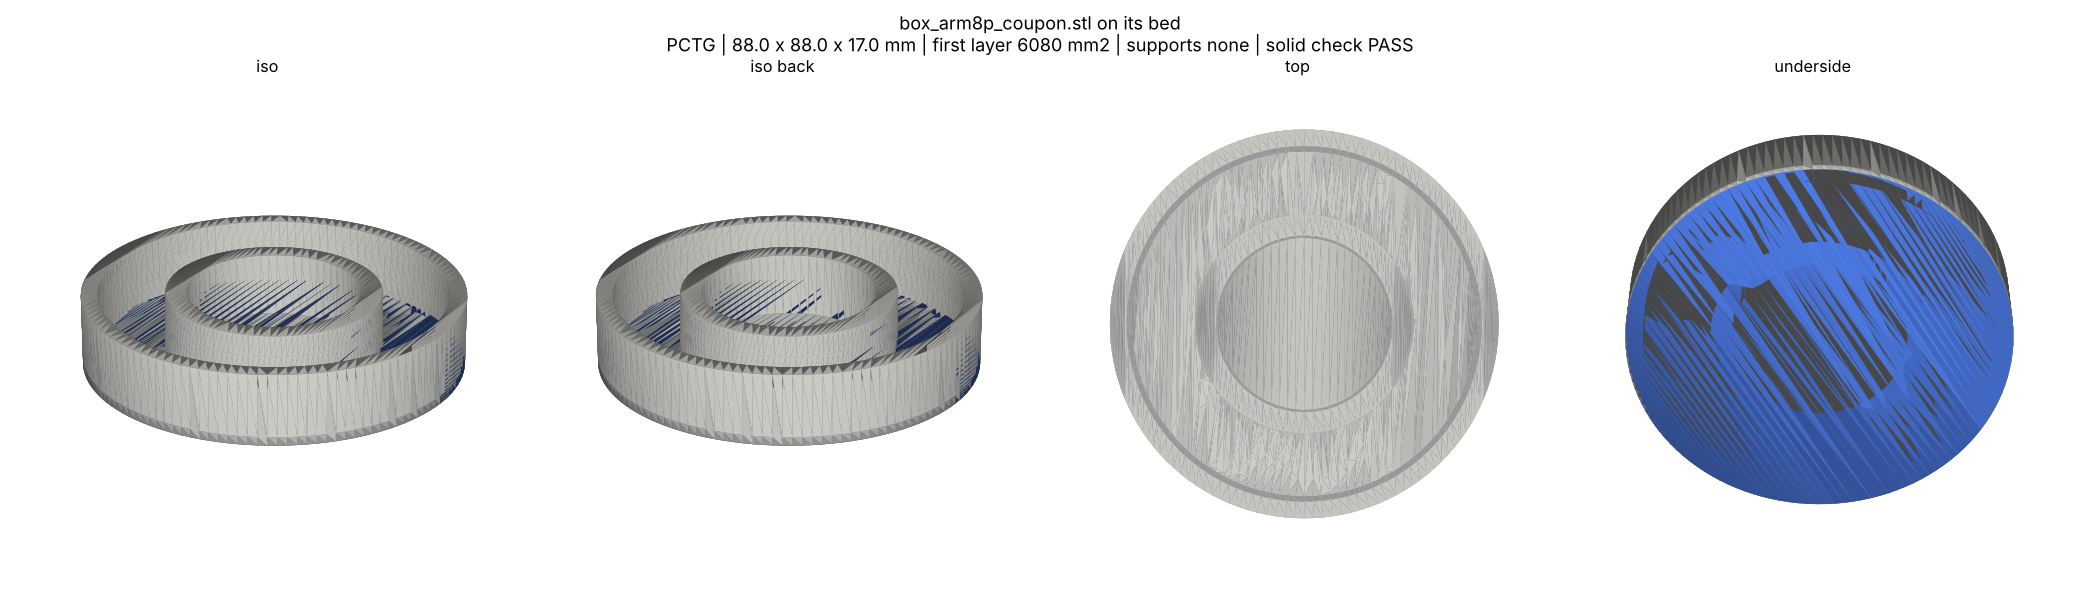 box_arm8p_coupon.stl on its bed
PCTG | 88.0 x 88.0 x 17.0 mm | first layer 6080 mm2 | supports none | solid check PASS
iso
iso back
top
underside